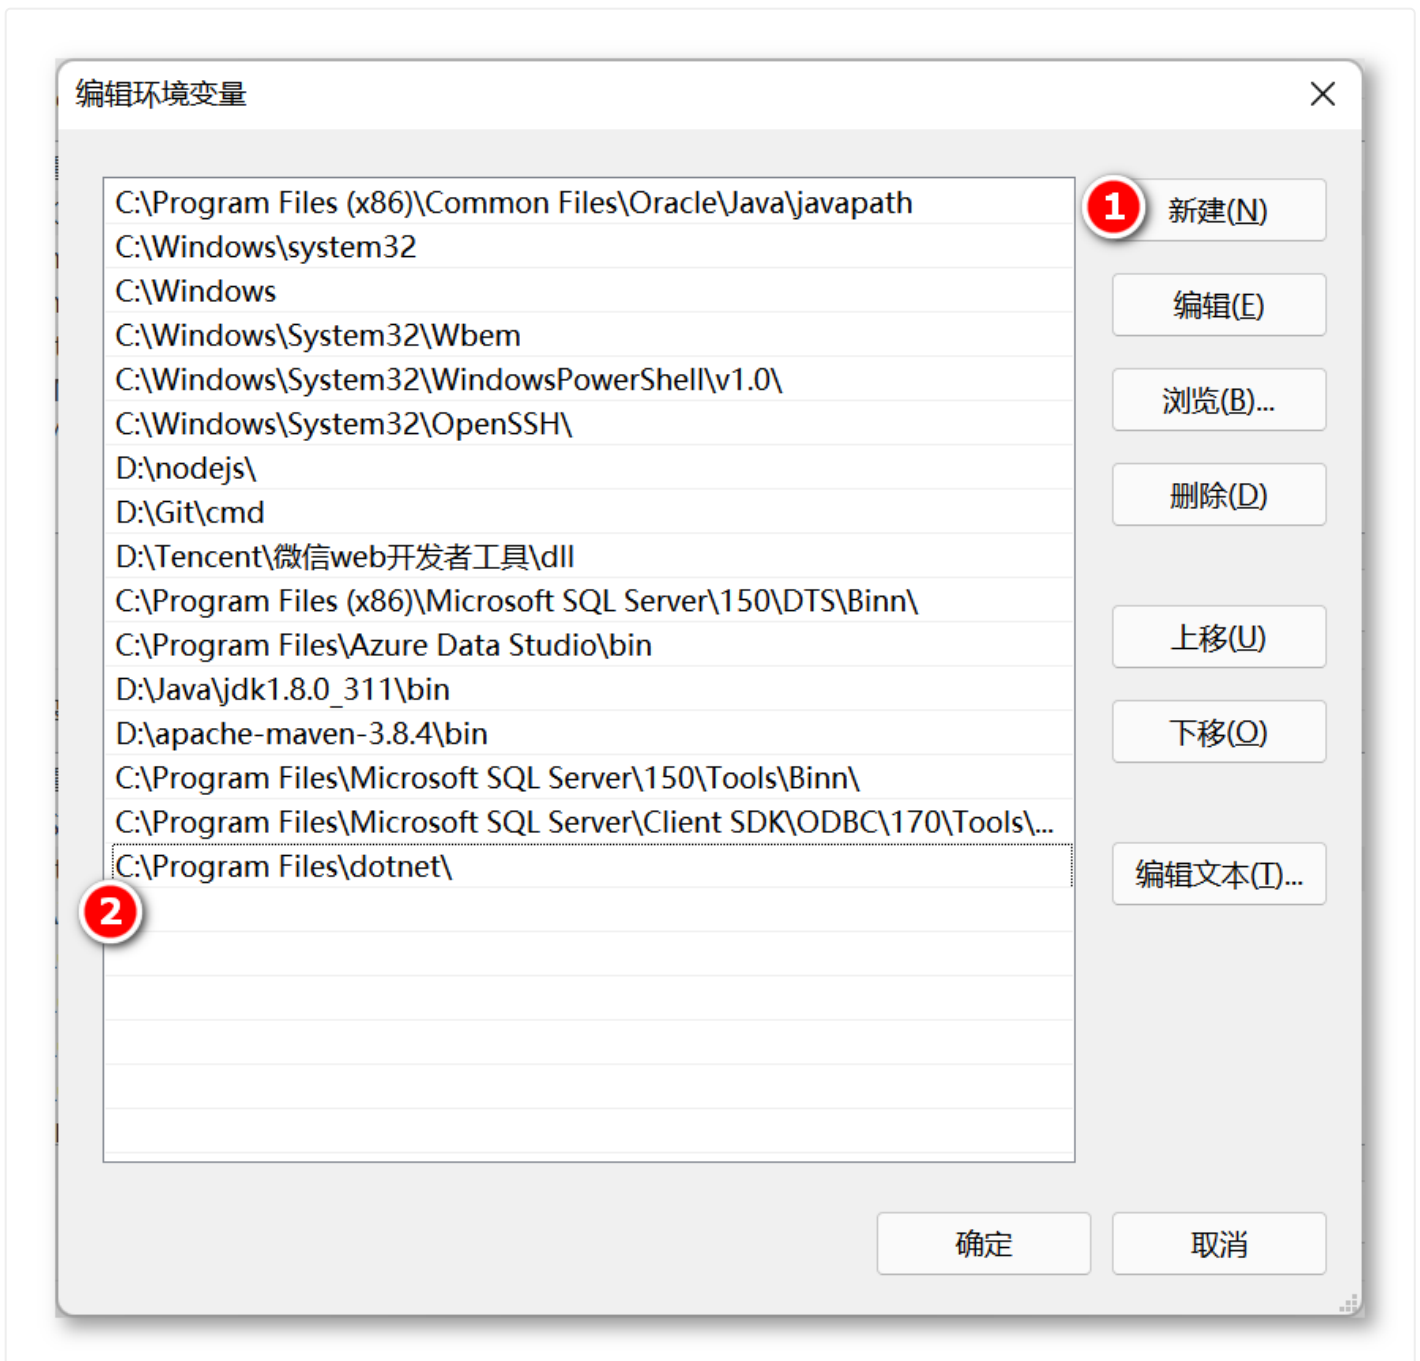 编辑环境变量
C:\Program Files (x86)\Common Files\Oracle\Java\javapath
C:\Windows\system32
C:\Windows
C:\Windows\System32\Wbem
C:\Windows\System32\WindowsPowerShell\v1.0\
C:\Windows\System32\OpenSSH\
D:\nodejs\
D:\Git\cmd
D:\Tencent\微信web开发者工具\dll
C:\Program Files (x86)\Microsoft SQL Server\150\DTS\Binn\
C:\Program Files\Azure Data Studio\bin
D:\Java\jdk1.8.0_311\bin
D:\apache-maven-3.8.4\bin
C:\Program Files\Microsoft SQL Server\150\Tools\Binn\
C:\Program Files\Microsoft SQL Server\Client SDK\ODBC\170\Tools\...
C:\Program Files\dotnet\
2
1
新建(N)
编辑(E)
浏览(B)...
删除(D)
上移(U)
下移(O)
编辑文本(T)...
确定
取消